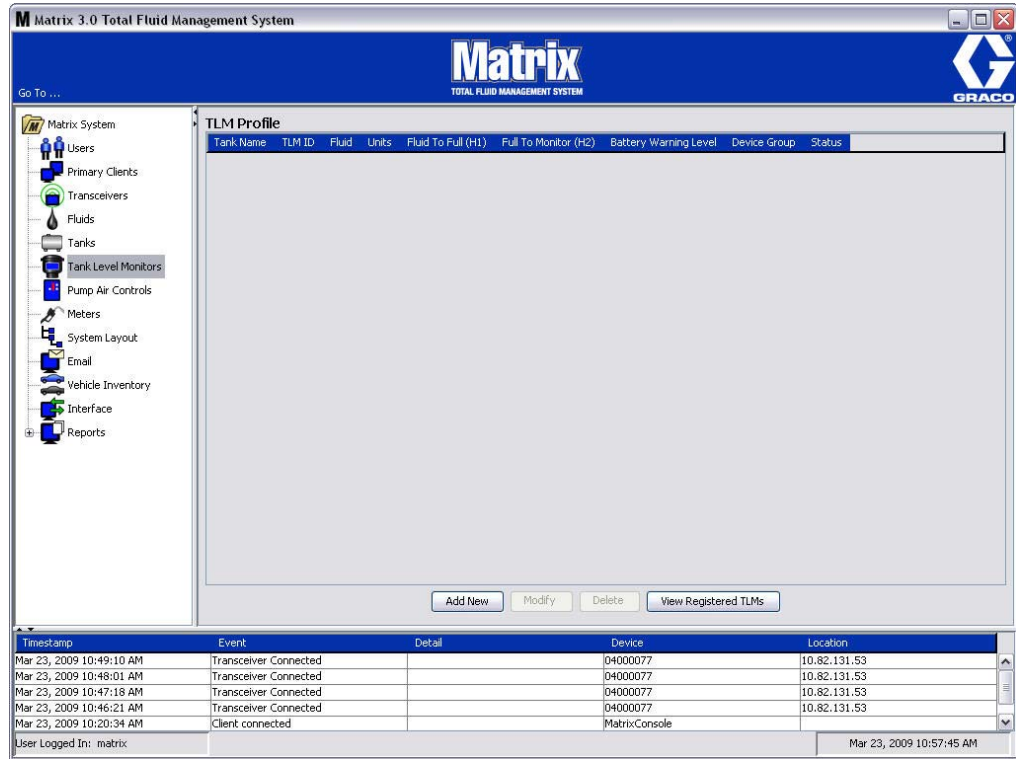 Matrix 3.0 Total Fluid Management System
Matrix
TOTAL FLUID MANAGEMENT SYSTEM
Go To ...
GRACO
Matrix System
Users
Primary Clients
Transceivers
Fluids
Tanks
Tank Level Monitors
Pump Air Controls
Meters
System Layout
Email
Vehicle Inventory
Interface
Reports
TLM Profile
Tank Name TLM ID Fluid Units Fluid To Full (H1) Full To Monitor (H2) Battery Warning Level Device Group Status
Add New Modify Delete View Registered TLMs
Timestamp Event Detail Device Location
Mar 23, 2009 10:49:10 AM Transceiver Connected 04000077 10.82.131.53
Mar 23, 2009 10:48:01 AM Transceiver Connected 04000077 10.82.131.53
Mar 23, 2009 10:47:18 AM Transceiver Connected 04000077 10.82.131.53
Mar 23, 2009 10:46:21 AM Transceiver Connected 04000077 10.82.131.53
Mar 23, 2009 10:20:34 AM Client connected MatrixConsole
User Logged In: matrix Mar 23, 2009 10:57:45 AM